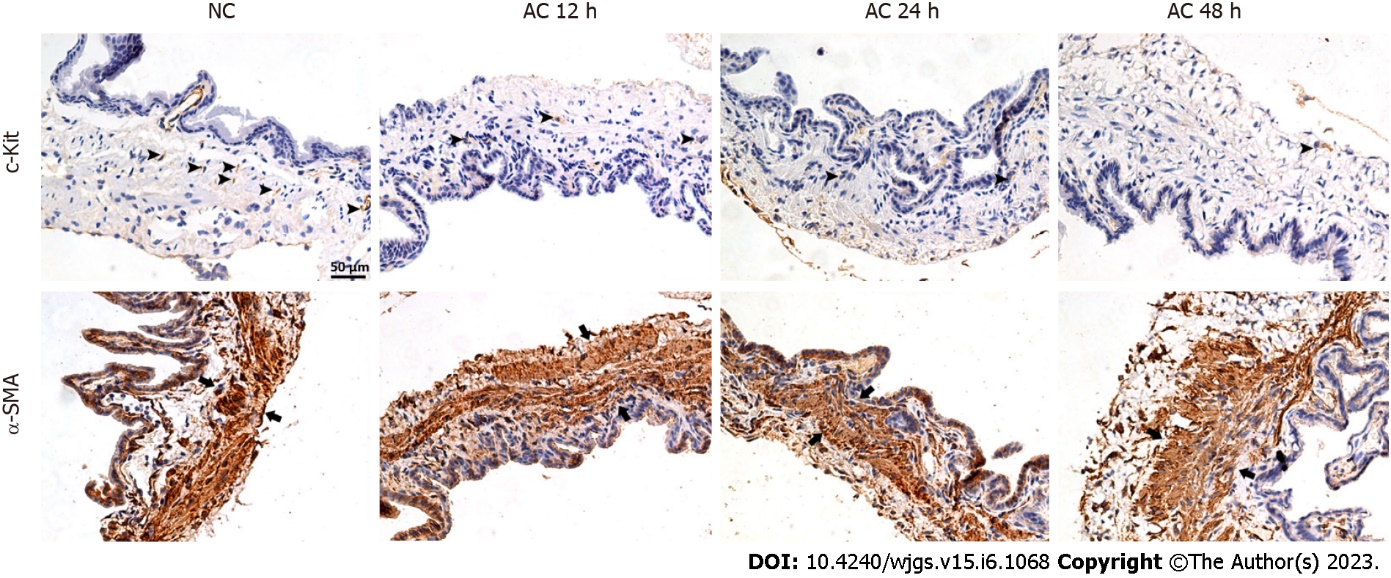 NC AC 12 h AC 24 h AC 48 h
c-Kit
50 µm
α-SMA
DOI: 10.4240/wjgs.v15.i6.1068 Copyright ©The Author(s) 2023.